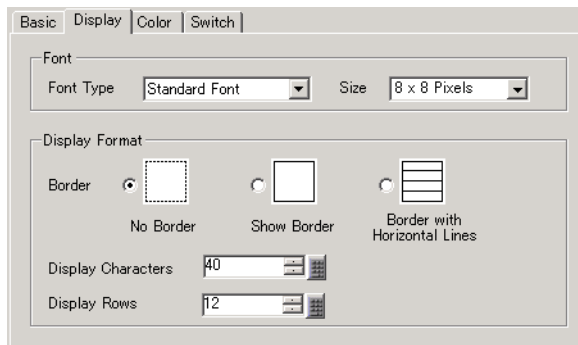 Basic Display Color Switch
Font
Font Type Standard Font Size 8 x 8 Pixels
Display Format
Border
No Border Show Border Border with Horizontal Lines
Display Characters 40
Display Rows 12